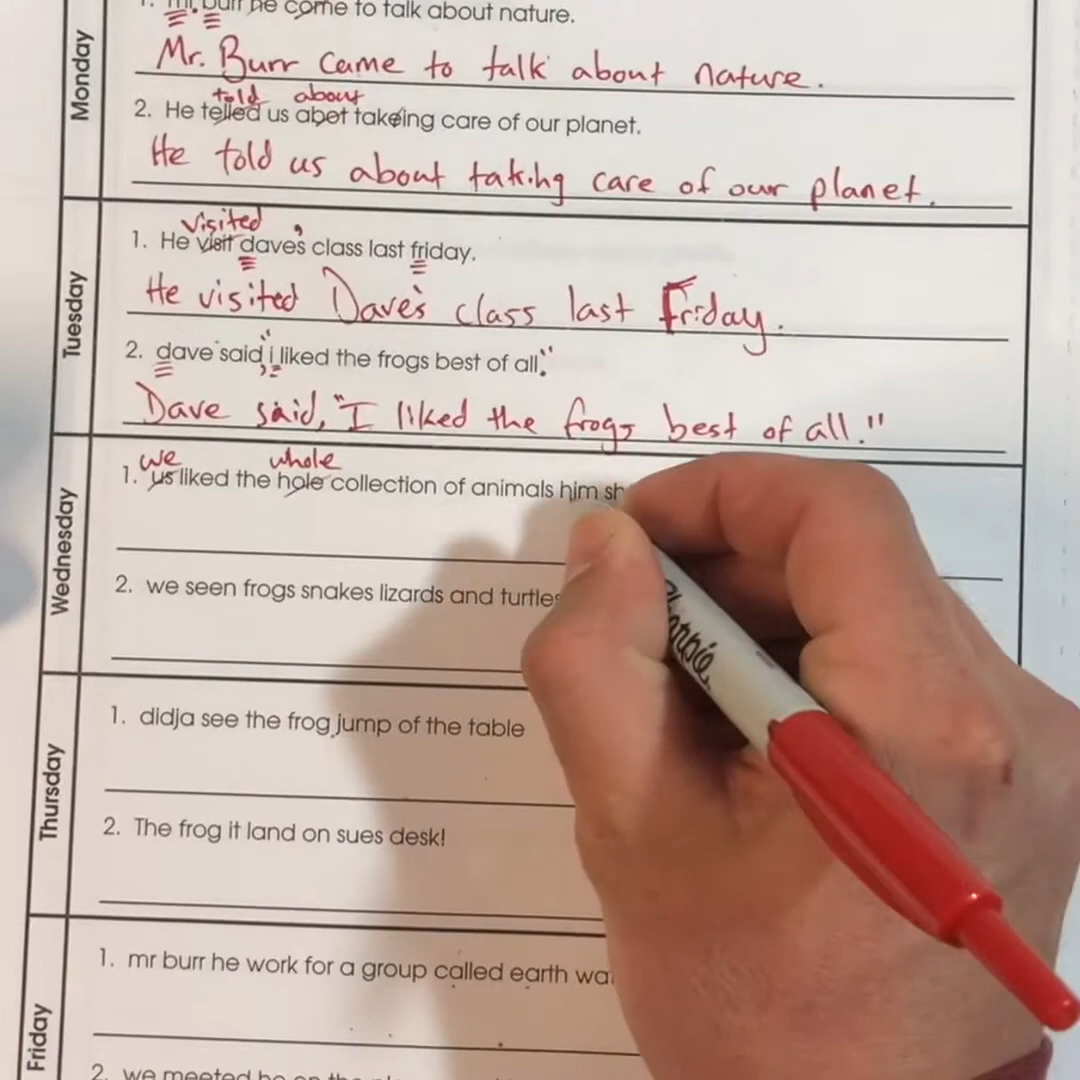 burr he come to talk about nature.
Mr. Burr came to talk about nature.
told about
2. He telled us abot takeing care of our planet.
He told us about taking care of our planet.
Monday
visited ,
1. He visit daves class last friday.
He visited Dave's class last Friday.
Tuesday
2. dave said, "i liked the frogs best of all."
Dave said, "I liked the frogs best of all."
we whole
1. us liked the hole collection of animals him
Wednesday
2. we seen frogs snakes lizards and turtles
Sharpie
1. didja see the frog jump of the table
Thursday
2. The frog it land on sues desk!
1. mr burr he work for a group called earth
Friday
2. we meeted